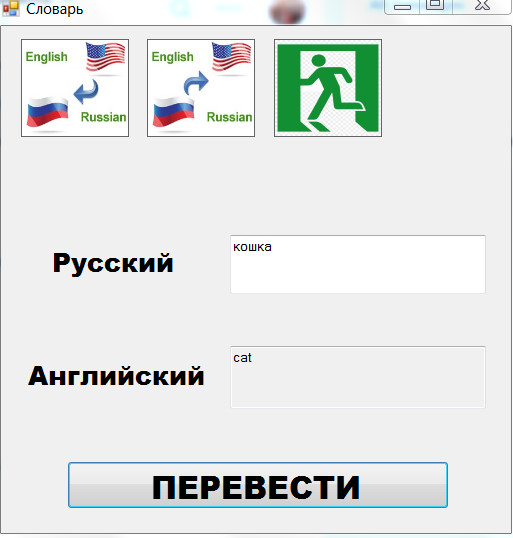 Словарь
English
Russian
English
Russian
Русский
кошка
Английский
cat
ПЕРЕВЕСТИ